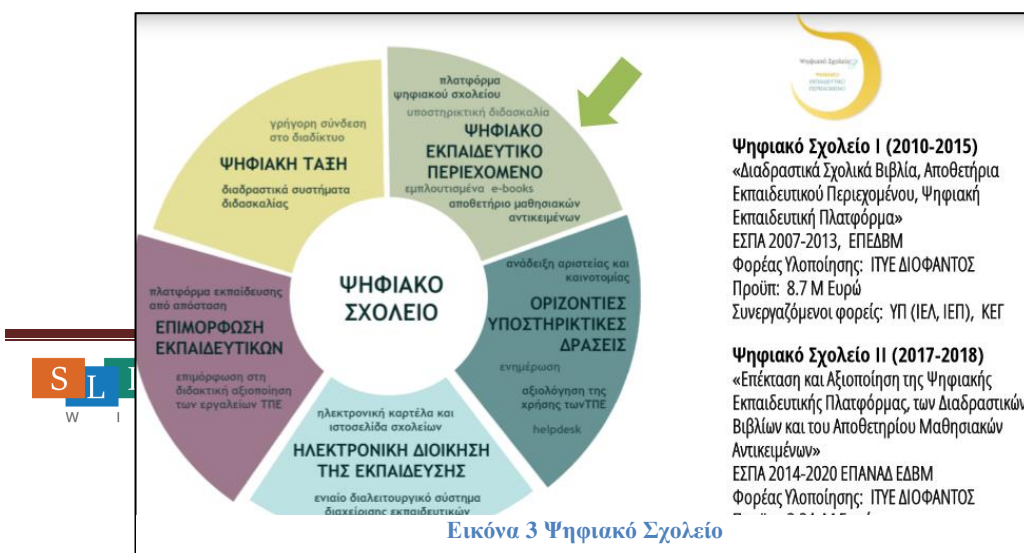 Ψηφιακό Σχολείο
ΨΗΦΙΑΚΟ
ΕΚΠΑΙΔΕΥΤΙΚΟ
ΠΕΡΙΕΧΟΜΕΝΟ
πλατφόρμα
ψηφιακού σχολείου
υποστηρικτική διδασκαλία
ΨΗΦΙΑΚΟ
ΕΚΠΑΙΔΕΥΤΙΚΟ
ΠΕΡΙΕΧΟΜΕΝΟ
εμπλουτισμένα e-books
αποθετήριο μαθησιακών
αντικειμένων
γρήγορη σύνδεση
στο διαδίκτυο
ΨΗΦΙΑΚΗ ΤΑΞΗ
διαδραστικά συστήματα
διδασκαλίας
ΨΗΦΙΑΚΟ
ΣΧΟΛΕΙΟ
ανάδειξη αριστείας και
καινοτομίας
ΟΡΙΖΟΝΤΙΕΣ
ΥΠΟΣΤΗΡΙΚΤΙΚΕΣ
ΔΡΑΣΕΙΣ
ενημέρωση
αξιολόγηση της
χρήσης τωνΤΠΕ
helpdesk
πλατφόρμα εκπαίδευσης
από απόσταση
ΕΠΙΜΟΡΦΩΣΗ
ΕΚΠΑΙΔΕΥΤΙΚΩΝ
επιμόρφωση στη
διδακτική αξιοποίηση
των εργαλείων ΤΠΕ
ηλεκτρονική καρτέλα και
ιστοσελίδα σχολείων
ΗΛΕΚΤΡΟΝΙΚΗ ΔΙΟΙΚΗΣΗ
ΤΗΣ ΕΚΠΑΙΔΕΥΣΗΣ
ενιαίο διαλειτουργικό σύστημα
διαχείρισης εκπαιδευτικών
Ψηφιακό Σχολείο Ι (2010-2015)
«Διαδραστικά Σχολικά Βιβλία, Αποθετήρια
Εκπαιδευτικού Περιεχομένου, Ψηφιακή
Εκπαιδευτική Πλατφόρμα»
ΕΣΠΑ 2007-2013, ΕΠΕΔΒΜ
Φορέας Υλοποίησης: ΙΤΥΕ ΔΙΟΦΑΝΤΟΣ
Προϋπ: 8.7 Μ Ευρώ
Συνεργαζόμενοι φορείς: ΥΠ (ΙΕΛ, ΙΕΠ), ΚΕΓ
Ψηφιακό Σχολείο ΙΙ (2017-2018)
«Επέκταση και Αξιοποίηση της Ψηφιακής
Εκπαιδευτικής Πλατφόρμας, των Διαδραστικών
Βιβλίων και του Αποθετηρίου Μαθησιακών
Αντικειμένων»
ΕΣΠΑ 2014-2020 ΕΠΑΝΑΔ ΕΔΒΜ
Φορέας Υλοποίησης: ΙΤΥΕ ΔΙΟΦΑΝΤΟΣ
S L
W I
Εικόνα 3 Ψηφιακό Σχολείο